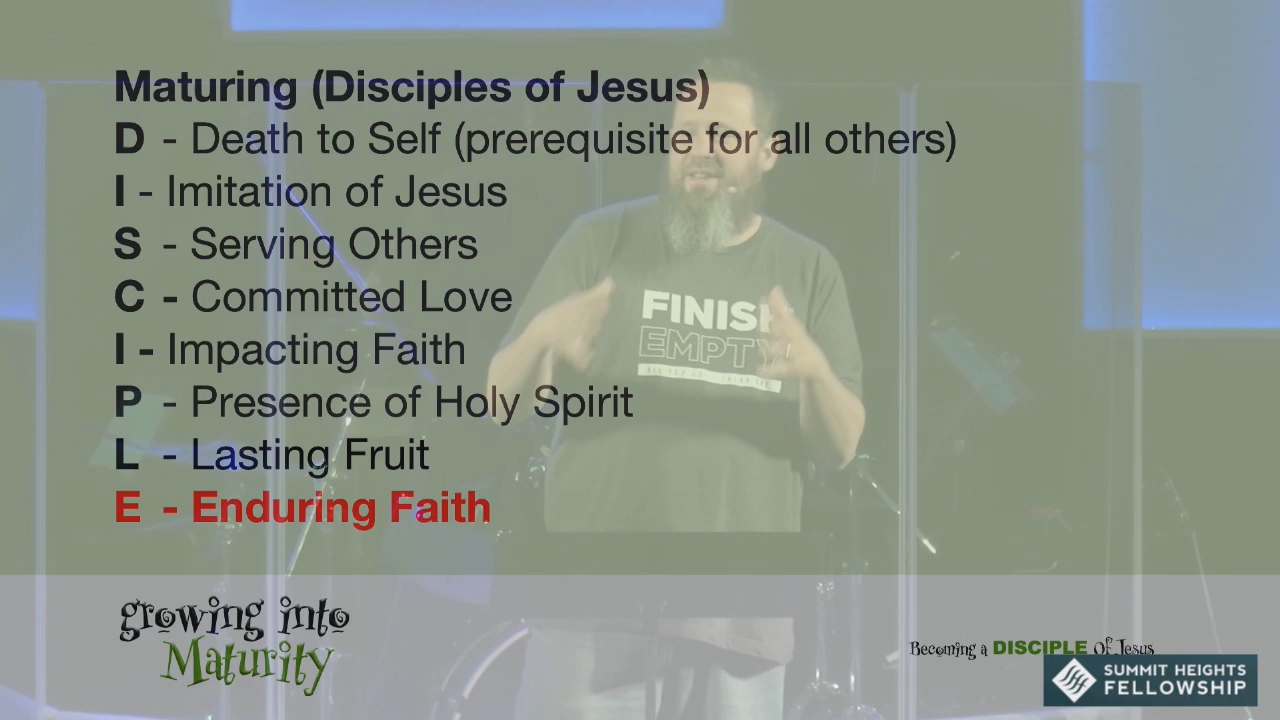 Maturing (Disciples of Jesus)
D - Death to Self (prerequisite for all others)
I - Imitation of Jesus
S - Serving Others
C - Committed Love
I - Impacting Faith
P - Presence of Holy Spirit
L - Lasting Fruit
E - Enduring Faith
FINISH
EMPTY
growing into
Maturity
Becoming a DISCIPLE Of Jesus
SUMMIT HEIGHTS
FELLOWSHIP